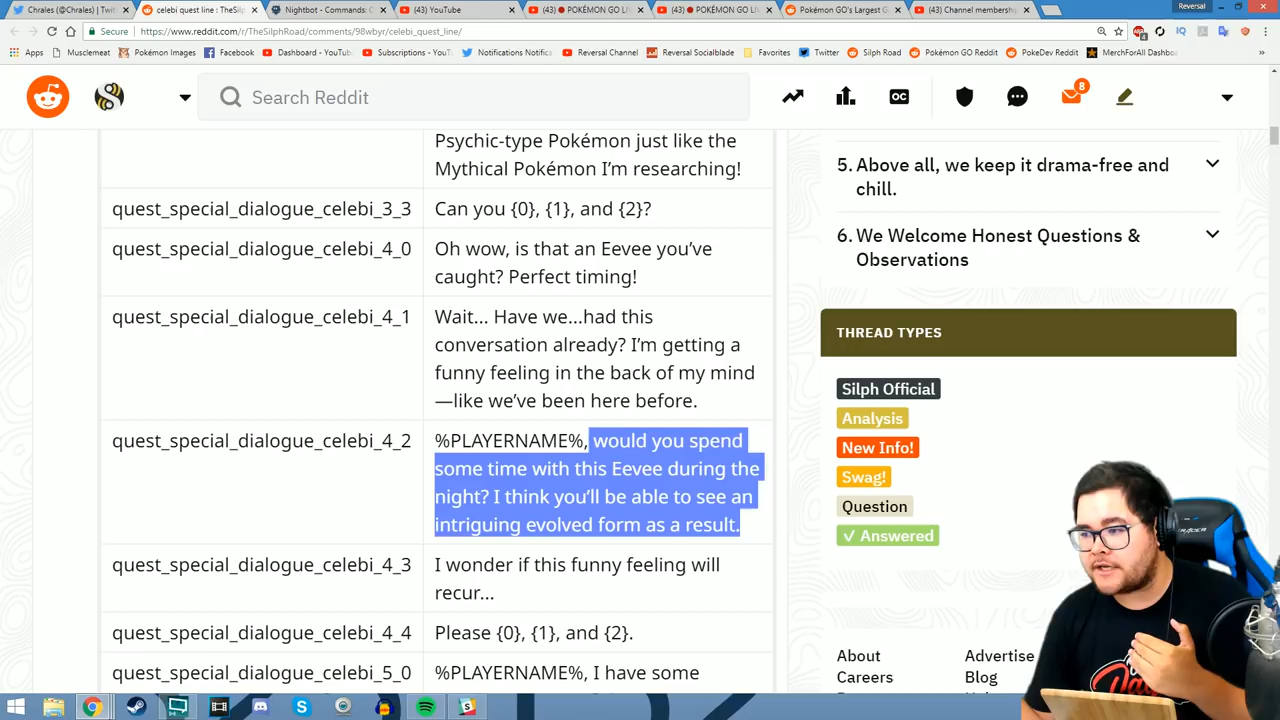 Chrales (@Chrales) | Twitt
celebi quest line : TheSilph
Nightbot - Commands: C
(43) YouTube
(43) POKÉMON GO LIV
(43) POKÉMON GO LIV
Pokémon GO's Largest G
(43) Channel membership
Reversal
Secure
https://www.reddit.com/r/TheSilphRoad/comments/98wbyr/celebi_quest_line/
Apps
Musclemeat
Pokémon Images
Facebook
Dashboard - YouTu
Subscriptions - YouT
Notifications Notific
Reversal Channel
Reversal Socialblade
Favorites
Twitter
Silph Road
Pokémon GO Reddit
PokeDev Reddit
MerchForAll Dashbo
Search Reddit
OC
8
Psychic-type Pokémon just like the
Mythical Pokémon I'm researching!
quest_special_dialogue_celebi_3_3
Can you {0}, {1}, and {2}?
quest_special_dialogue_celebi_4_0
Oh wow, is that an Eevee you've
caught? Perfect timing!
quest_special_dialogue_celebi_4_1
Wait... Have we...had this
conversation already? I'm getting a
funny feeling in the back of my mind
—like we've been here before.
quest_special_dialogue_celebi_4_2
%PLAYERNAME%, would you spend
some time with this Eevee during the
night? I think you'll be able to see an
intriguing evolved form as a result.
quest_special_dialogue_celebi_4_3
I wonder if this funny feeling will
recur...
quest_special_dialogue_celebi_4_4
Please {0}, {1}, and {2}.
quest_special_dialogue_celebi_5_0
%PLAYERNAME%, I have some
5. Above all, we keep it drama-free and
chill.
6. We Welcome Honest Questions &
Observations
THREAD TYPES
Silph Official
Analysis
New Info!
Swag!
Question
✓ Answered
About
Advertise
Careers
Blog